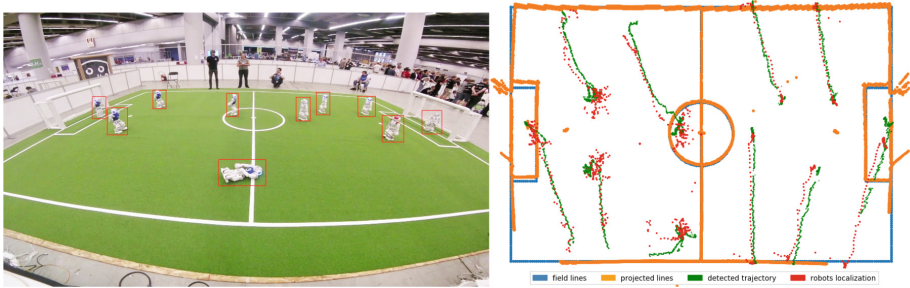 field lines projected lines detected trajectory robots localization